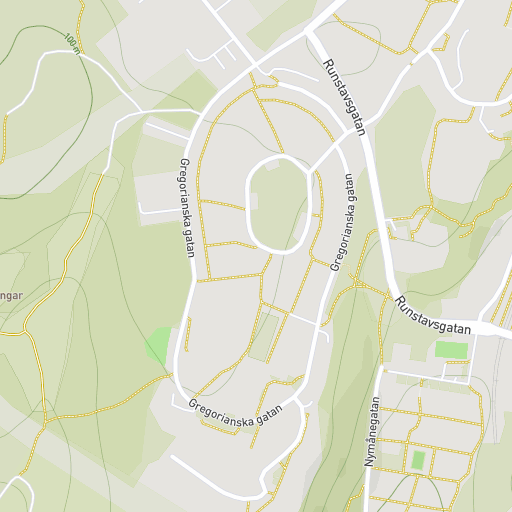 100 m
Runstavsgatan
Gregorianska gatan
Gregorianska gatan
ngar
Runstavsgatan
Gregorianska gatan
Nymånegatan